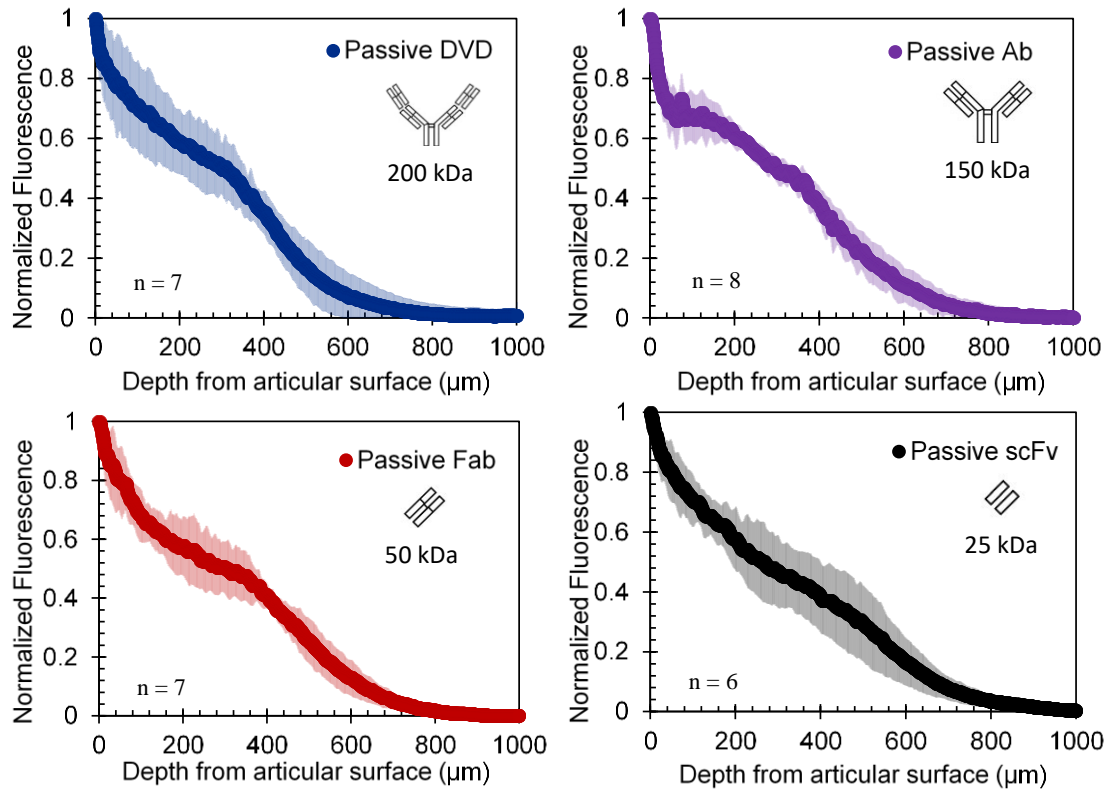 Normalized Fluorescence
1
0.8
0.6
0.4
0.2
0
Passive DVD
200 kDa
n = 7
0 200 400 600 800 1000
Depth from articular surface (µm)
Normalized Fluorescence
1
0.8
0.6
0.4
0.2
0
Passive Ab
150 kDa
n = 8
0 200 400 600 800 1000
Depth from articular surface (µm)
Normalized Fluorescence
1
0.8
0.6
0.4
0.2
0
Passive Fab
50 kDa
n = 7
0 200 400 600 800 1000
Depth from articular surface (µm)
Normalized Fluorescence
1
0.8
0.6
0.4
0.2
0
Passive scFv
25 kDa
n = 6
0 200 400 600 800 1000
Depth from articular surface (µm)